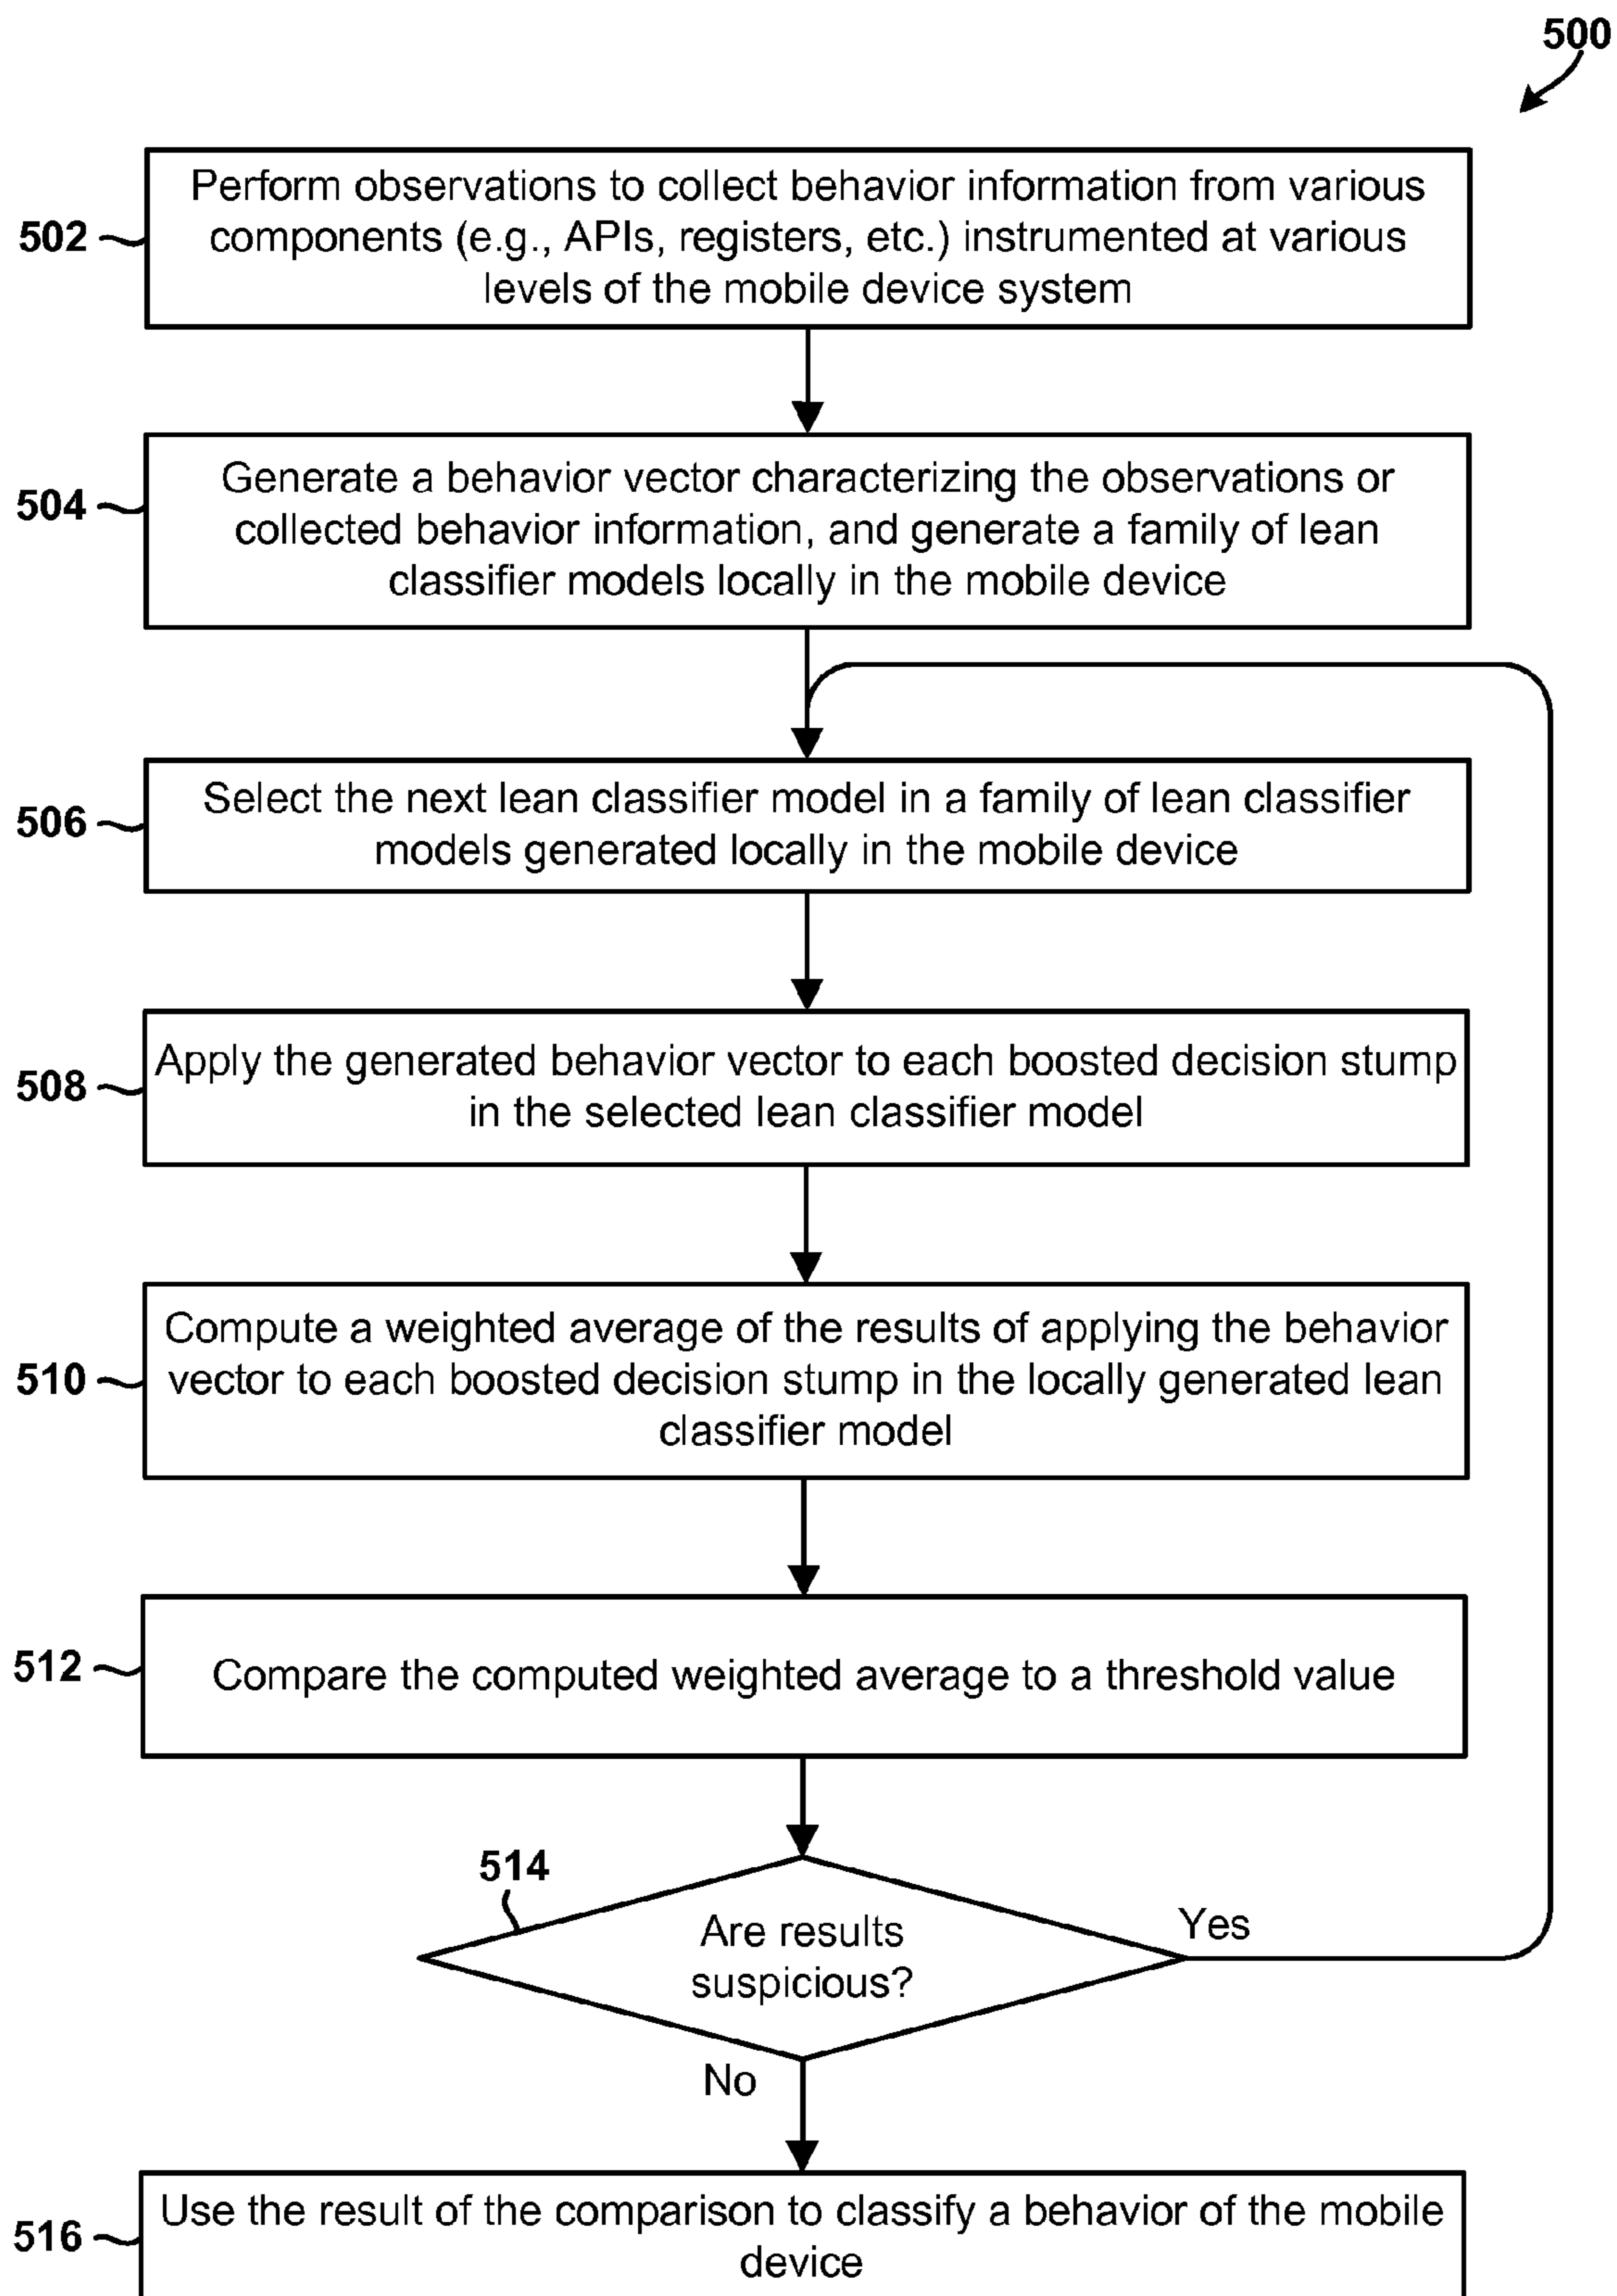 500
Perform observations to collect behavior information from various
components (e.g., APIs, registers, etc.) instrumented at various
levels of the mobile device system
502
Generate a behavior vector characterizing the observations or
collected behavior information, and generate a family of lean
classifier models locally in the mobile device
504
Select the next lean classifier model in a family of lean classifier
models generated locally in the mobile device
506
Apply the generated behavior vector to each boosted decision stump
in the selected lean classifier model
508
Compute a weighted average of the results of applying the behavior
vector to each boosted decision stump in the locally generated lean
classifier model
510
Compare the computed weighted average to a threshold value
512
514
Are results
suspicious?
Yes
No
Use the result of the comparison to classify a behavior of the mobile
device
516